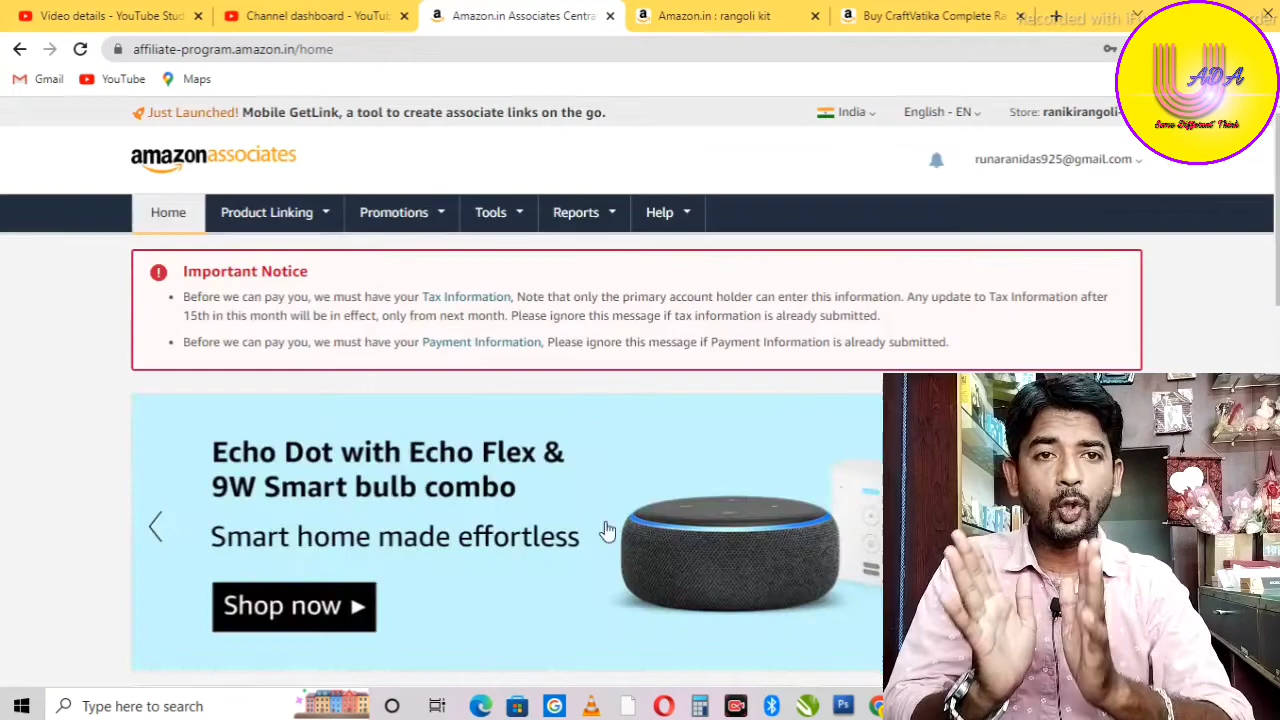 Video details - YouTube Stud
Channel dashboard - YouTub
Amazon.in Associates Centra
Amazon.in : rangoli kit
Buy CraftVatika Complete Ra
affiliate-program.amazon.in/home
Gmail
YouTube
Maps
U
ADA
Some Different Think
Just Launched! Mobile GetLink, a tool to create associate links on the go.
India
English - EN
Store: ranikirangoli-
amazonassociates
runaranidas925@gmail.com
Home
Product Linking
Promotions
Tools
Reports
Help
Important Notice
Before we can pay you, we must have your Tax Information, Note that only the primary account holder can enter this information. Any update to Tax Information after
15th in this month will be in effect, only from next month. Please ignore this message if tax information is already submitted.
Before we can pay you, we must have your Payment Information, Please ignore this message if Payment Information is already submitted.
Echo Dot with Echo Flex &
9W Smart bulb combo
Smart home made effortless
Shop now
Type here to search